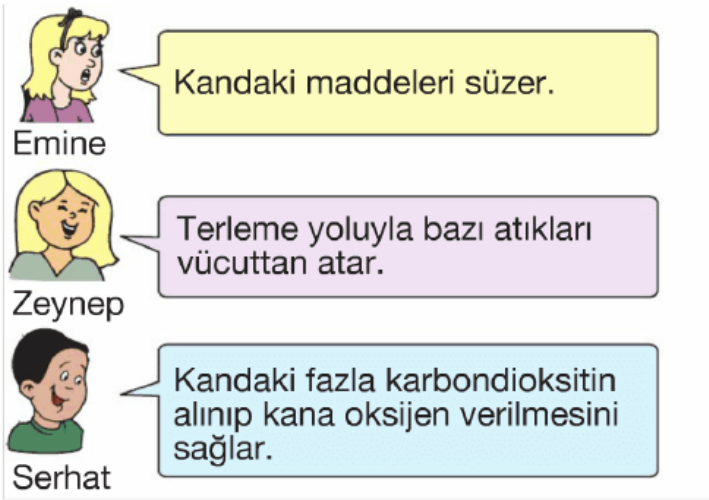 Kandaki maddeleri süzer.
Emine
Terleme yoluyla bazı atıkları
vücuttan atar.
Zeynep
Kandaki fazla karbondioksitin
alınıp kana oksijen verilmesini
sağlar.
Serhat